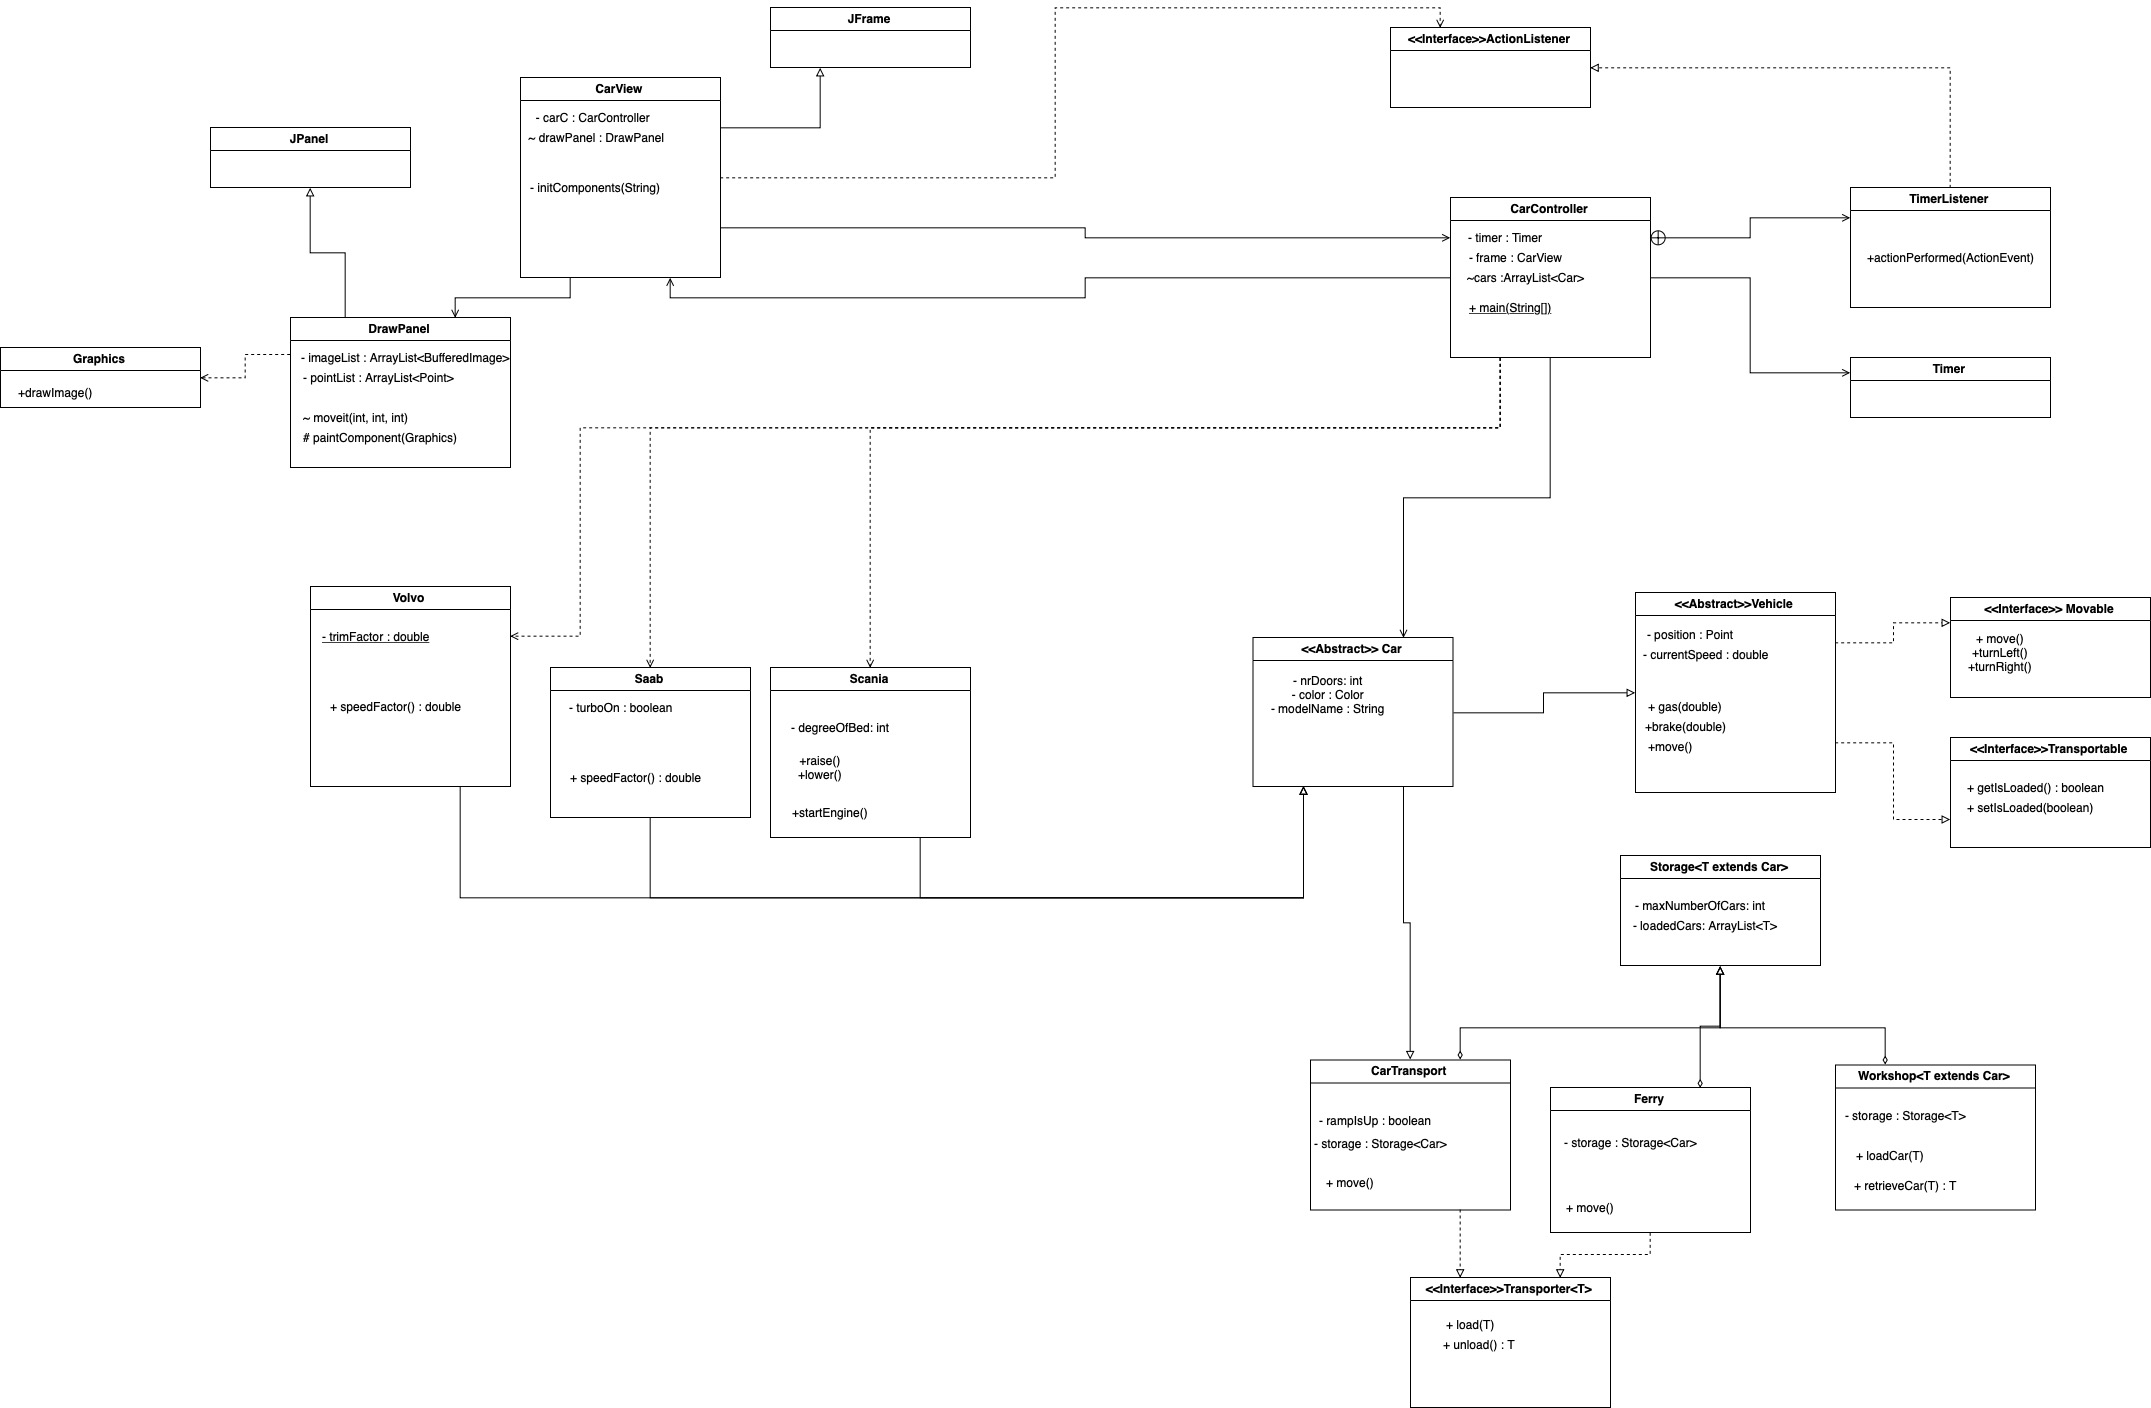 JFrame
<<Interface>>ActionListener
CarView
- carC : CarController
~ drawPanel : DrawPanel
- initComponents(String)
JPanel
CarController
- timer : Timer
- frame : CarView
~cars :ArrayList<Car>
+ main(String[])
TimerListener
+actionPerformed(ActionEvent)
DrawPanel
- imageList : ArrayList<BufferedImage>
- pointList : ArrayList<Point>
~ moveit(int, int, int)
# paintComponent(Graphics)
Graphics
+drawImage()
Timer
Volvo
- trimFactor : double
+ speedFactor() : double
Saab
- turboOn : boolean
+ speedFactor() : double
Scania
- degreeOfBed: int
+raise()
+lower()
+startEngine()
<<Abstract>> Car
- nrDoors: int
- color : Color
- modelName : String
<<Abstract>>Vehicle
- position : Point
- currentSpeed : double
+ gas(double)
+brake(double)
+move()
<<Interface>> Movable
+ move()
+turnLeft()
+turnRight()
<<Interface>>Transportable
+ getIsLoaded() : boolean
+ setIsLoaded(boolean)
Storage<T extends Car>
- maxNumberOfCars: int
- loadedCars: ArrayList<T>
CarTransport
- rampIsUp : boolean
- storage : Storage<Car>
+ move()
Ferry
- storage : Storage<Car>
+ move()
Workshop<T extends Car>
- storage : Storage<T>
+ loadCar(T)
+ retrieveCar(T) : T
<<Interface>>Transporter<T>
+ load(T)
+ unload() : T